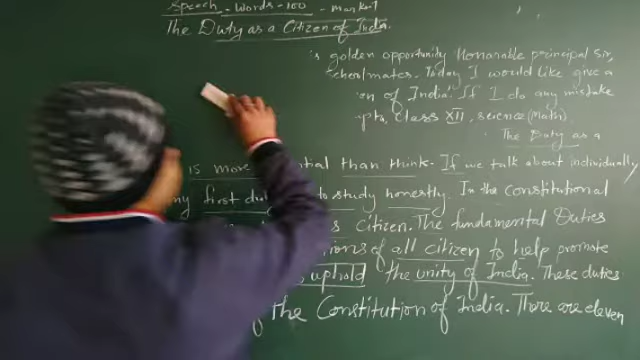 Speech - Words - 100 - Mark - 1
The Duty as a Citizen of India.
golden opportunity Honorable principal sir,
Today I would like give a
of India. If I do any mistake
class XII, science (Math)
The Duty as a
is more than think. If we talk about individually
first to study honestly. In the Constitutional
Citizen. The fundamental Duties
of all citizen to help promote
uphold the unity of India. These duties
of the Constitution of India. There are eleven